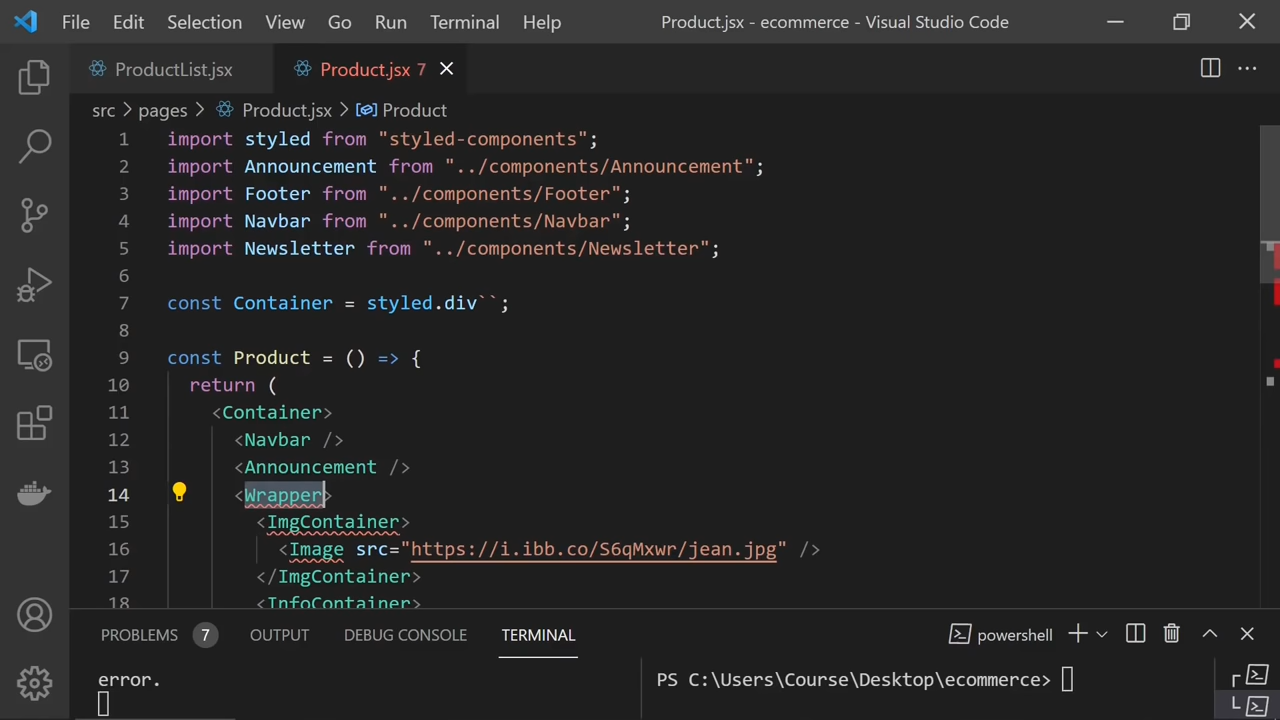 File Edit Selection View Go Run Terminal Help Product.jsx - ecommerce - Visual Studio Code
ProductList.jsx Product.jsx 7
src > pages > Product.jsx > Product
1 import styled from "styled-components";
2 import Announcement from "../components/Announcement";
3 import Footer from "../components/Footer";
4 import Navbar from "../components/Navbar";
5 import Newsletter from "../components/Newsletter";
6
7 const Container = styled.div``;
8
9 const Product = () => {
10 return (
11 <Container>
12 <Navbar />
13 <Announcement />
14 <Wrapper>
15 <ImgContainer>
16 <Image src="https://i.ibb.co/S6qMxwr/jean.jpg" />
17 </ImgContainer>
18 <InfoContainer>
PROBLEMS 7 OUTPUT DEBUG CONSOLE TERMINAL powershell
error. PS C:\Users\Course\Desktop\ecommerce>